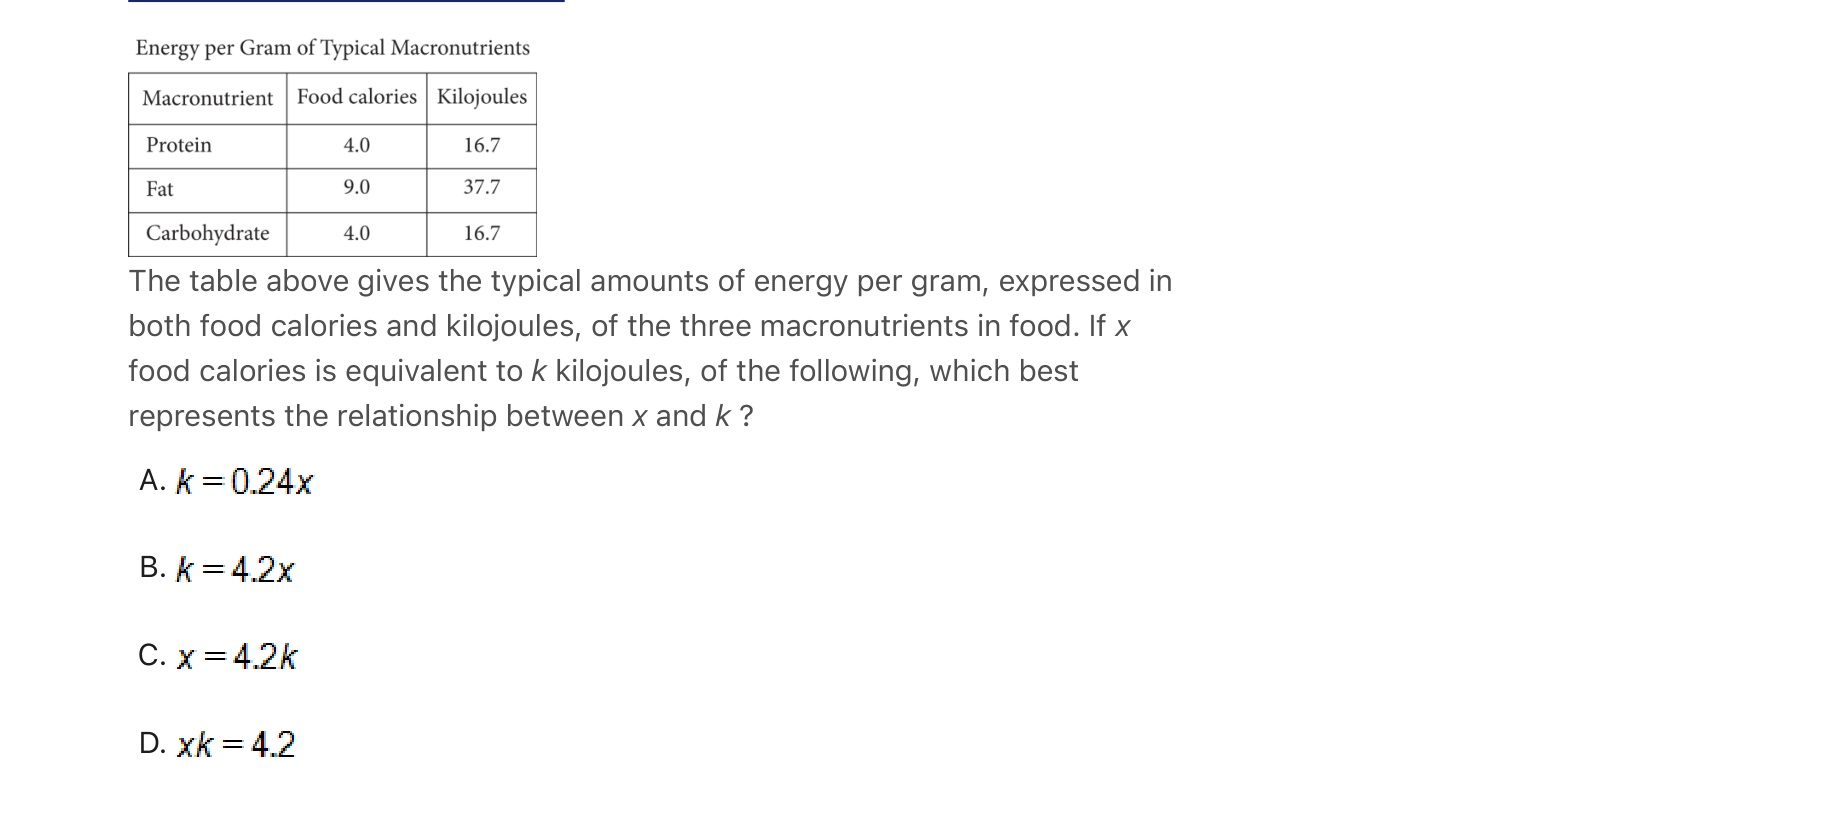 Energy per Gram of Typical Macronutrients
Macronutrient Food calories Kilojoules
Protein 4.0 16.7
Fat 9.0 37.7
Carbohydrate 4.0 16.7
The table above gives the typical amounts of energy per gram, expressed in
both food calories and kilojoules, of the three macronutrients in food. If x
food calories is equivalent to k kilojoules, of the following, which best
represents the relationship between x and k ?
A. k = 0.24x
B. k = 4.2x
C. x = 4.2k
D. xk = 4.2